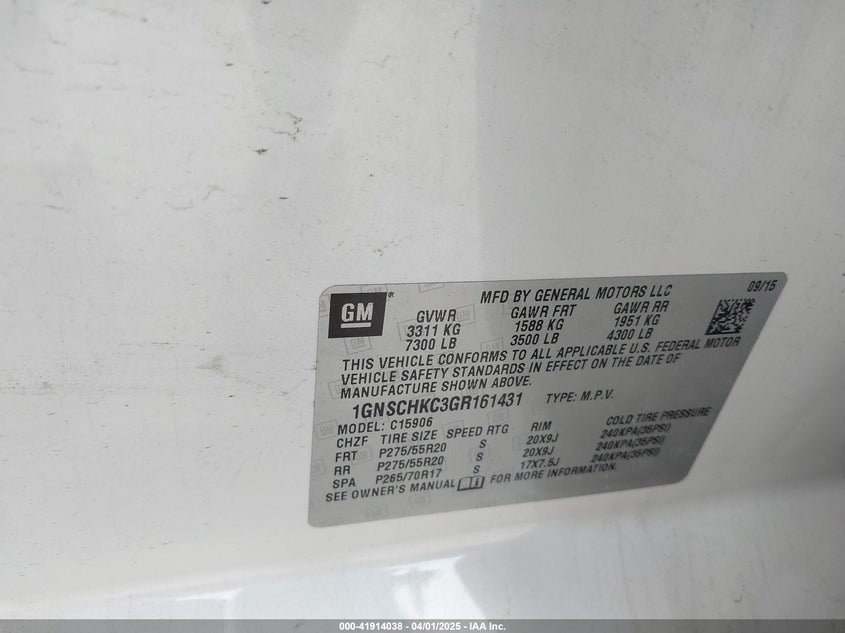 GM®
MFD BY GENERAL MOTORS LLC 09/15
GVWR GAWR FRT GAWR RR
3311 KG 1588 KG 1951 KG
7300 LB 3500 LB 4300 LB
THIS VEHICLE CONFORMS TO ALL APPLICABLE U.S. FEDERAL MOTOR
VEHICLE SAFETY STANDARDS IN EFFECT ON THE DATE OF
MANUFACTURE SHOWN ABOVE.
1GNSCHKC3GR161431 TYPE: M.P.V.
MODEL: C15906
CHZF TIRE SIZE SPEED RTG RIM COLD TIRE PRESSURE
FRT P275/55R20 S 20X9J 240KPA(35PSI)
RR P275/55R20 S 20X9J 240KPA(35PSI)
SPA P265/70R17 S 17X7.5J 240KPA(35PSI)
SEE OWNER'S MANUAL FOR MORE INFORMATION.
000-41914038 - 04/01/2025 - IAA Inc.